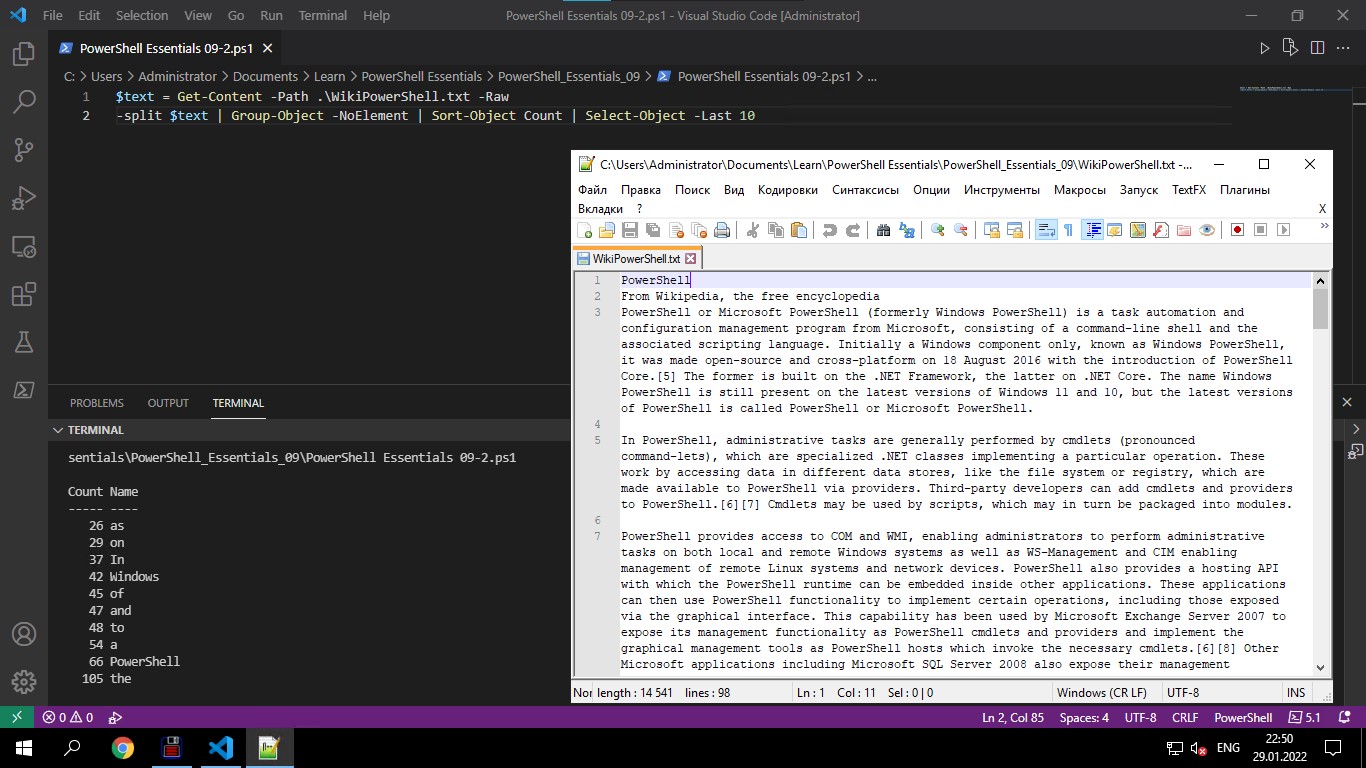 File Edit Selection View Go Run Terminal Help PowerShell Essentials 09-2.ps1 - Visual Studio Code [Administrator]
PowerShell Essentials 09-2.ps1
C: > Users > Administrator > Documents > Learn > PowerShell Essentials > PowerShell_Essentials_09 > PowerShell Essentials 09-2.ps1 > ...
1 $text = Get-Content -Path .\WikiPowerShell.txt -Raw
2 -split $text | Group-Object -NoElement | Sort-Object Count | Select-Object -Last 10
PROBLEMS OUTPUT TERMINAL
TERMINAL
sentials\PowerShell_Essentials_09\PowerShell Essentials 09-2.ps1
Count Name
----- ----
26 as
29 on
37 In
42 Windows
45 of
47 and
48 to
54 a
66 PowerShell
105 the
C:\Users\Administrator\Documents\Learn\PowerShell Essentials\PowerShell_Essentials_09\WikiPowerShell.txt -...
Файл Правка Поиск Вид Кодировки Синтаксисы Опции Инструменты Макросы Запуск TextFX Плагины
Вкладки ? X
WikiPowerShell.txt
1 PowerShell
2 From Wikipedia, the free encyclopedia
3 PowerShell or Microsoft PowerShell (formerly Windows PowerShell) is a task automation and
configuration management program from Microsoft, consisting of a command-line shell and the
associated scripting language. Initially a Windows component only, known as Windows PowerShell,
it was made open-source and cross-platform on 18 August 2016 with the introduction of PowerShell
Core.[5] The former is built on the .NET Framework, the latter on .NET Core. The name Windows
PowerShell is still present on the latest versions of Windows 11 and 10, but the latest versions
of PowerShell is called PowerShell or Microsoft PowerShell.
4
5 In PowerShell, administrative tasks are generally performed by cmdlets (pronounced
command-lets), which are specialized .NET classes implementing a particular operation. These
work by accessing data in different data stores, like the file system or registry, which are
made available to PowerShell via providers. Third-party developers can add cmdlets and providers
to PowerShell.[6][7] Cmdlets may be used by scripts, which may in turn be packaged into modules.
6
7 PowerShell provides access to COM and WMI, enabling administrators to perform administrative
tasks on both local and remote Windows systems as well as WS-Management and CIM enabling
management of remote Linux systems and network devices. PowerShell also provides a hosting API
with which the PowerShell runtime can be embedded inside other applications. These applications
can then use PowerShell functionality to implement certain operations, including those exposed
via the graphical interface. This capability has been used by Microsoft Exchange Server 2007 to
expose its management functionality as PowerShell cmdlets and providers and implement the
graphical management tools as PowerShell hosts which invoke the necessary cmdlets.[6][8] Other
Microsoft applications including Microsoft SQL Server 2008 also expose their management
Nor length : 14 541 lines : 98 Ln : 1 Col : 11 Sel : 0 | 0 Windows (CR LF) UTF-8 INS
0 0 Ln 2, Col 85 Spaces: 4 UTF-8 CRLF PowerShell 5.1
ENG 22:50
29.01.2022